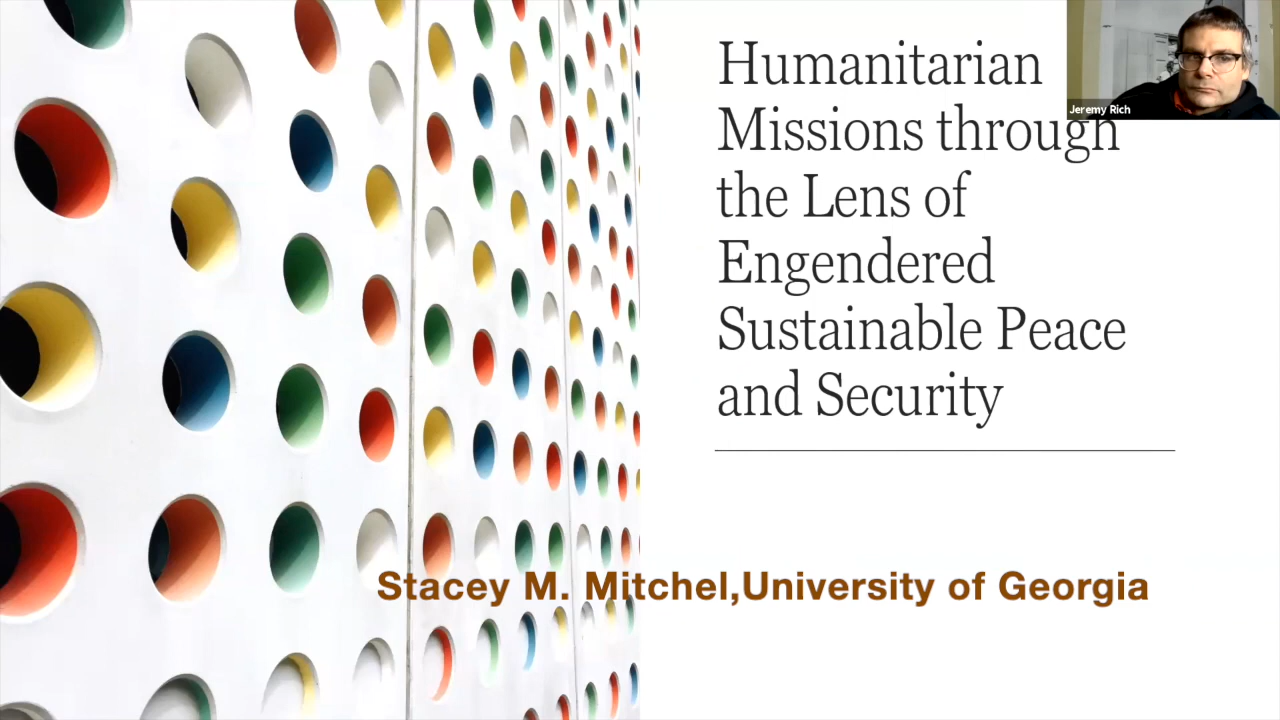 Humanitarian
Missions through
the Lens of
Engendered
Sustainable Peace
and Security
Jeremy Rich
Stacey M. Mitchel,University of Georgia